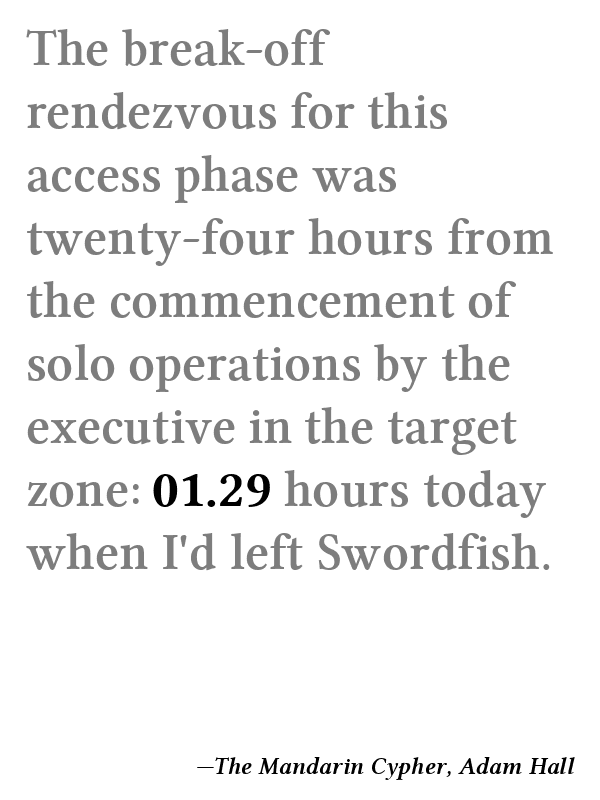 The break-off
rendezvous for this
access phase was
twenty-four hours from
the commencement of
solo operations by the
executive in the target
zone: 01.29 hours today
when I'd left Swordfish.
—The Mandarin Cypher, Adam Hall